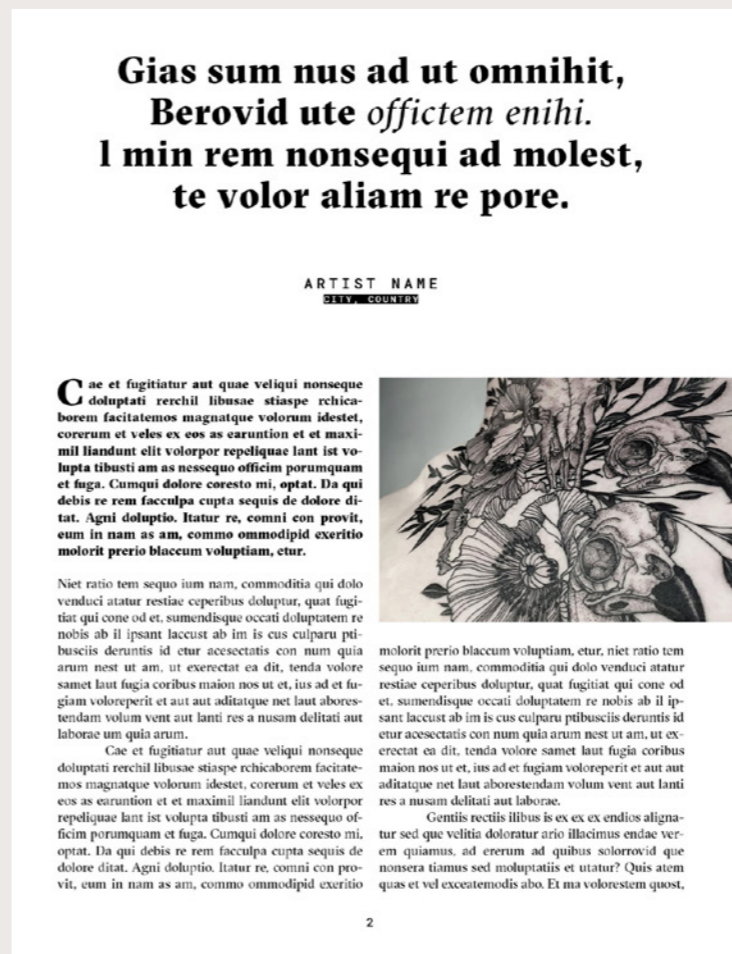 Gias sum nus ad ut omnihit,
Berovid ute offictem enihi.
l min rem nonsequi ad molest,
te volor aliam re pore.
ARTIST NAME
CITY, COUNTRY
Cae et fugitiatur aut quae veliqui nonseque
doluptati rerchil libusae stiaspe rchica-
borem facitatemos magnatque volorum idestet,
corerum et veles ex eos as earuntion et et maxi-
mil liandunt elit volorpor repeliquae lant ist vo-
lupta tibusti am as nessequo officim porumquam
et fuga. Cumqui dolore coresto mi, optat. Da qui
debis re rem facculpa cupta sequis de dolore di-
tat. Agni doluptio. Itatur re, comni con provit,
eum in nam as am, commo ommodipid exeritio
molorit prerio blaccum voluptiam, etur.
Niet ratio tem sequo ium nam, commoditia qui dolo
venduci atatur restiae ceperibus doluptur, quat fugi-
tiat qui cone od et, sumendisque occati doluptatem re
nobis ab il ipsant laccust ab im is cus culparu pti-
busciis deruntis id etur acesectatis con num quia
arum nest ut am, ut exerectat ea dit, tenda volore
samet laut fugia coribus maion nos ut et, ius ad et fu-
giam voloreperit et aut aut aditatque net laut abores-
tendam volum vent aut lanti res a nusam delitati aut
laborae um quia arum.
Cae et fugitiatur aut quae veliqui nonseque
doluptati rerchil libusae stiaspe rchicaborem facitate-
mos magnatque volorum idestet, corerum et veles ex
eos as earuntion et et maximil liandunt elit volorpor
repeliquae lant ist volupta tibusti am as nessequo of-
ficim porumquam et fuga. Cumqui dolore coresto mi,
optat. Da qui debis re rem facculpa cupta sequis de
dolore ditat. Agni doluptio. Itatur re, comni con pro-
vit, eum in nam as am, commo ommodipid exeritio
molorit prerio blaccum voluptiam, etur, niet ratio tem
sequo ium nam, commoditia qui dolo venduci atatur
restiae ceperibus doluptur, quat fugitiat qui cone od
et, sumendisque occati doluptatem re nobis ab il ip-
sant laccust ab im is cus culparu ptibusciis deruntis id
etur acesectatis con num quia arum nest ut am, ut ex-
erectat ea dit, tenda volore samet laut fugia coribus
maion nos ut et, ius ad et fugiam voloreperit et aut aut
aditatque net laut aborestendam volum vent aut lanti
res a nusam delitati aut laborae.
Gentiis rectiis ilibus is ex ex ex endios aligna-
tur sed que velitia doloratur ario illacimus endae ver-
em quiamus, ad ererum ad quibus solorrovid que
nonsera tiamus sed moluptatiis et utatur? Quis atem
quas et vel exceatemodis abo. Et ma volorestem quost,
2